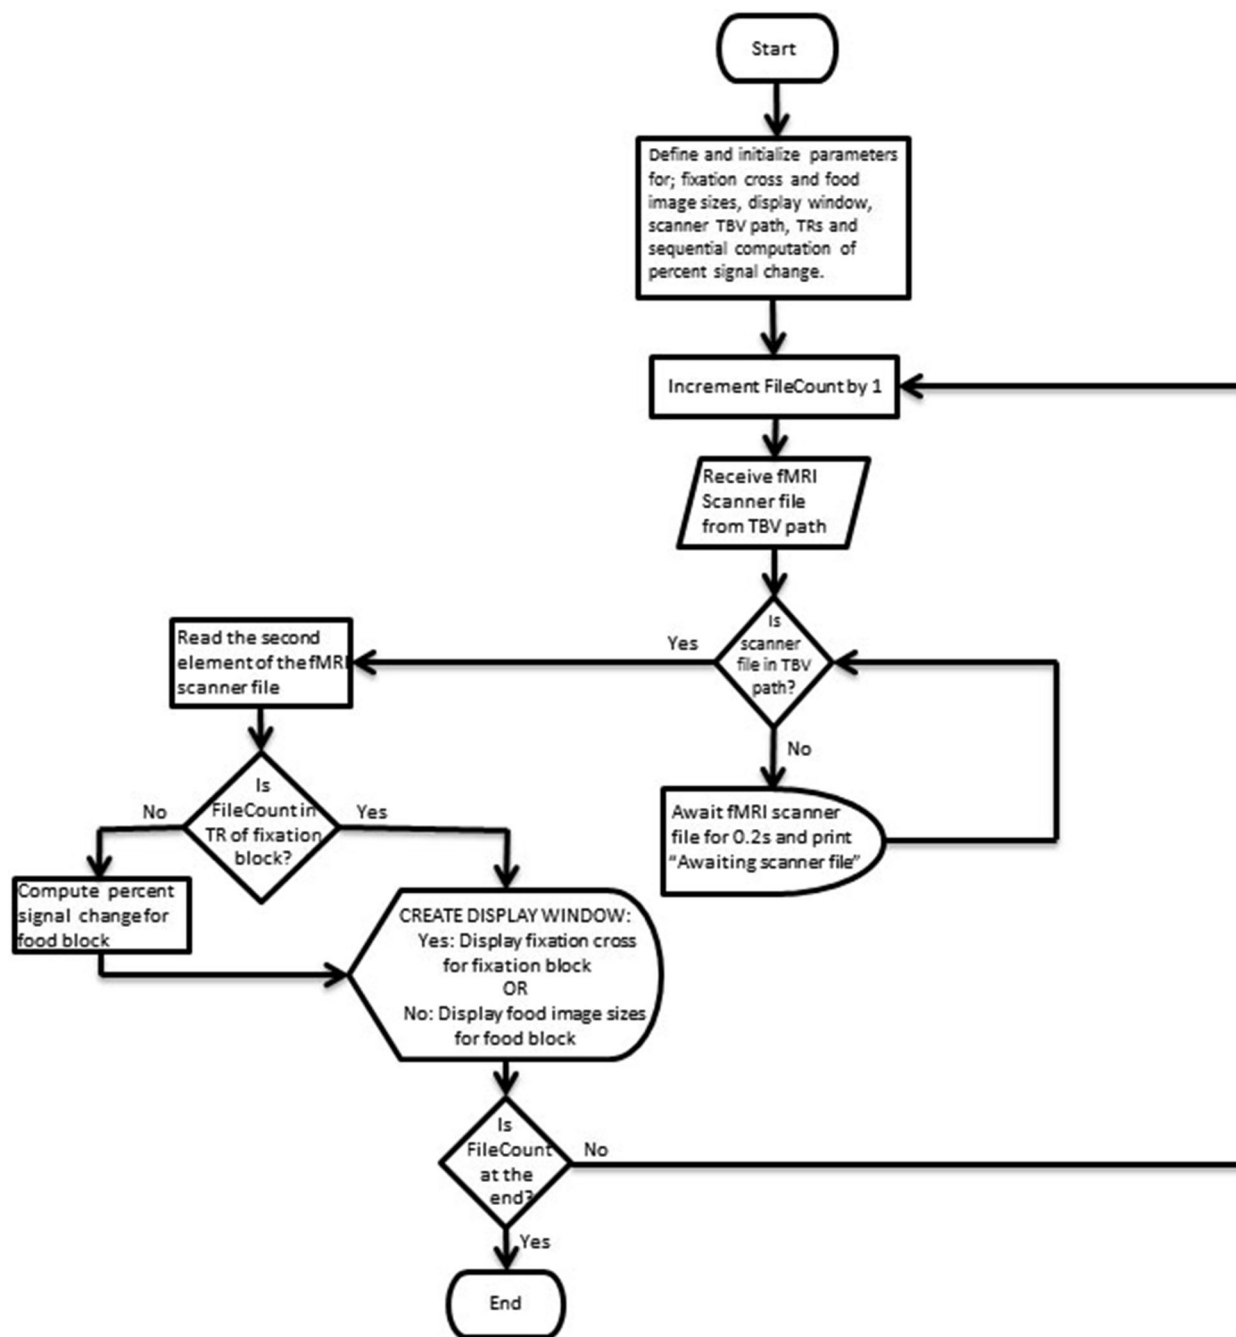 Start
Define and initialize parameters
for; fixation cross and food
image sizes, display window,
scanner TBV path, TRs and
sequential computation of
percent signal change.
Increment FileCount by 1
Receive fMRI
Scanner file
from TBV path
Is
scanner
file in TBV
path?
Yes
No
Read the second
element of the fMRI
scanner file
Await fMRI scanner
file for 0.2s and print
“Awaiting scanner file”
Is
FileCount in
TR of fixation
block?
No
Yes
Compute percent
signal change for
food block
CREATE DISPLAY WINDOW:
Yes: Display fixation cross
for fixation block
OR
No: Display food image sizes
for food block
Is
FileCount
at the
end?
No
Yes
End